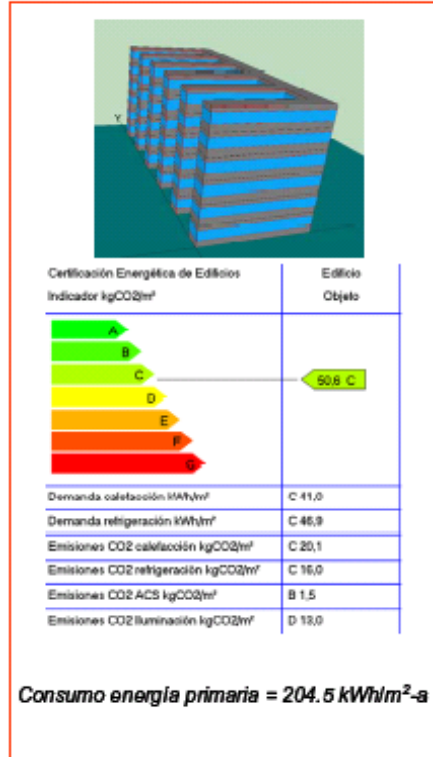 Y
Certificación Energética de Edificios
Indicador kgCO2/m²
Edificio
Objeto
A
B
C
D
E
F
G
50,6 C
Demanda calefacción kWh/m² C 41,0
Demanda refrigeración kWh/m² C 46,9
Emisiones CO2 calefacción kgCO2/m² C 20,1
Emisiones CO2 refrigeración kgCO2/m² C 16,0
Emisiones CO2 ACS kgCO2/m² B 1,5
Emisiones CO2 Iluminación kgCO2/m² D 13,0
Consumo energía primaria = 204.5 kWh/m²-a